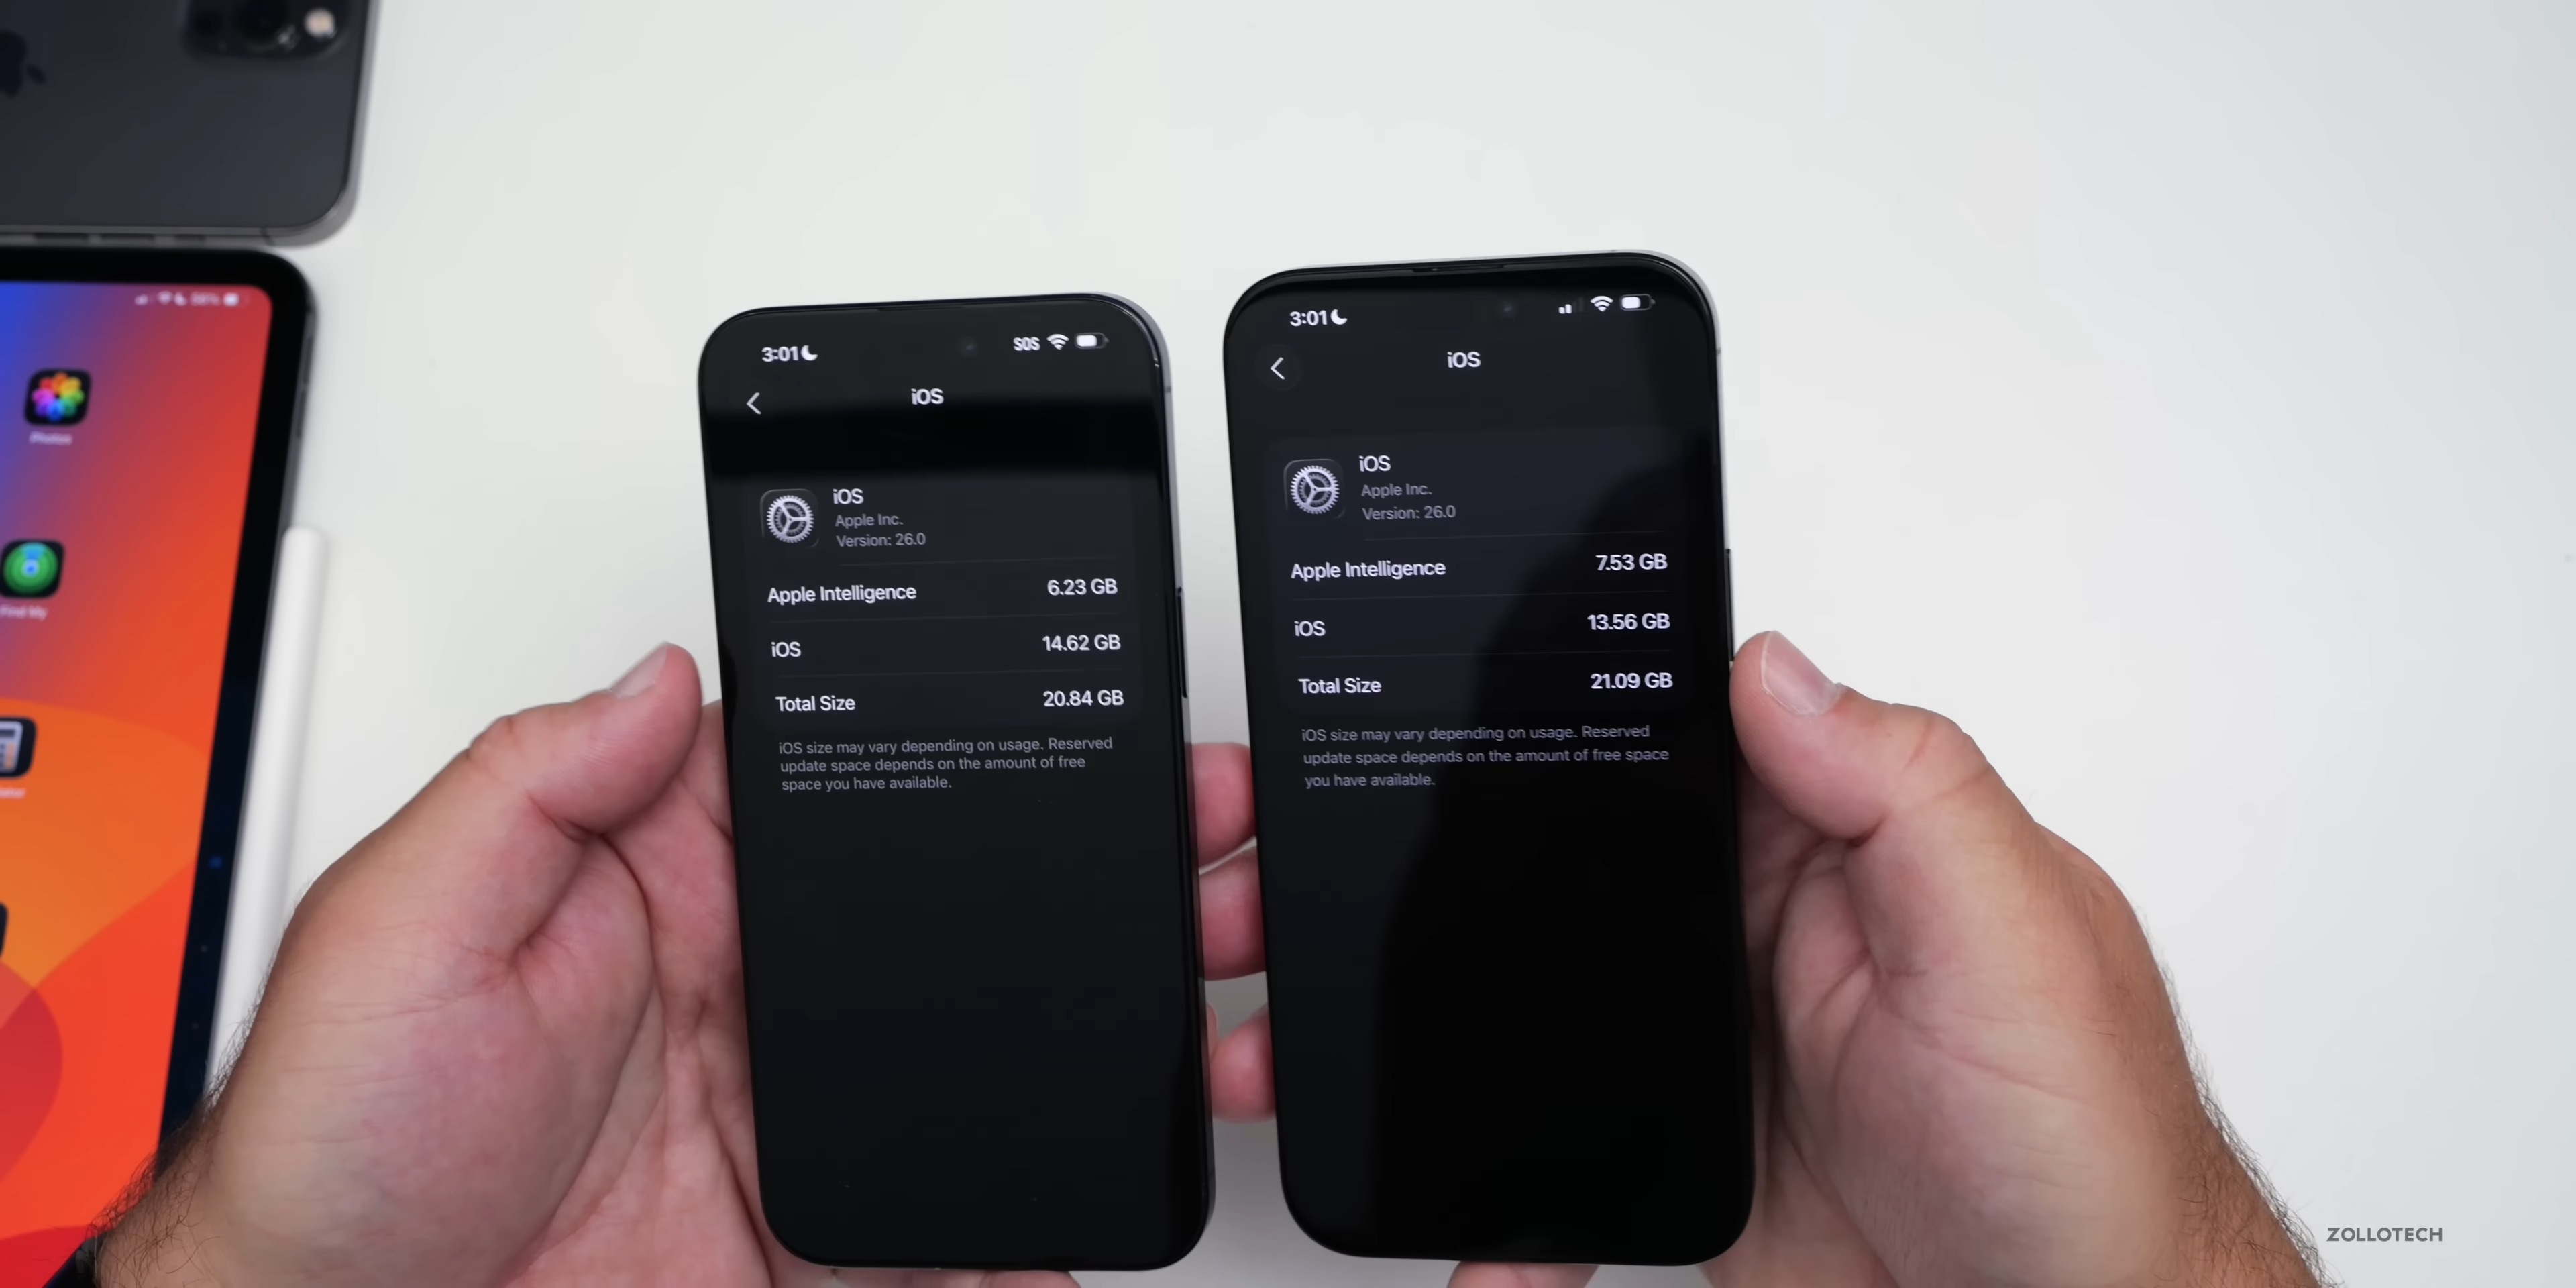 Photos
Find My
3:01
SOS
iOS
iOS
Apple Inc.
Version: 26.0
Apple Intelligence 6.23 GB
iOS 14.62 GB
Total Size 20.84 GB
iOS size may vary depending on usage. Reserved
update space depends on the amount of free
space you have available.
3:01
iOS
iOS
Apple Inc.
Version: 26.0
Apple Intelligence 7.53 GB
iOS 13.56 GB
Total Size 21.09 GB
iOS size may vary depending on usage. Reserved
update space depends on the amount of free space
you have available.
ZOLLOTECH